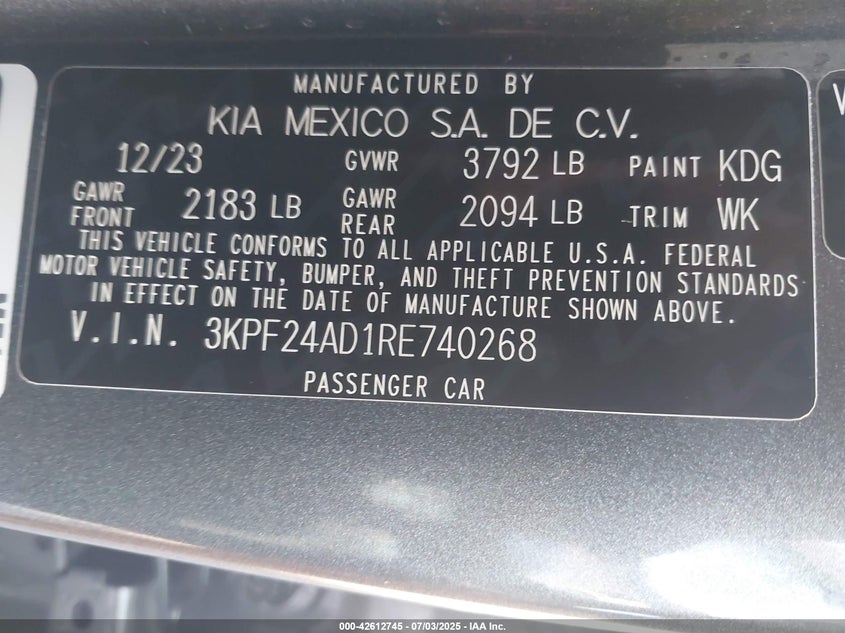 MANUFACTURED BY
KIA MEXICO S.A. DE C.V.
12/23 GVWR 3792 LB PAINT KDG
GAWR FRONT 2183 LB GAWR REAR 2094 LB TRIM WK
THIS VEHICLE CONFORMS TO ALL APPLICABLE U.S.A. FEDERAL
MOTOR VEHICLE SAFETY, BUMPER, AND THEFT PREVENTION STANDARDS
IN EFFECT ON THE DATE OF MANUFACTURE SHOWN ABOVE.
V.I.N. 3KPF24AD1RE740268
PASSENGER CAR
000-42612745 - 07/03/2025 - IAA Inc.